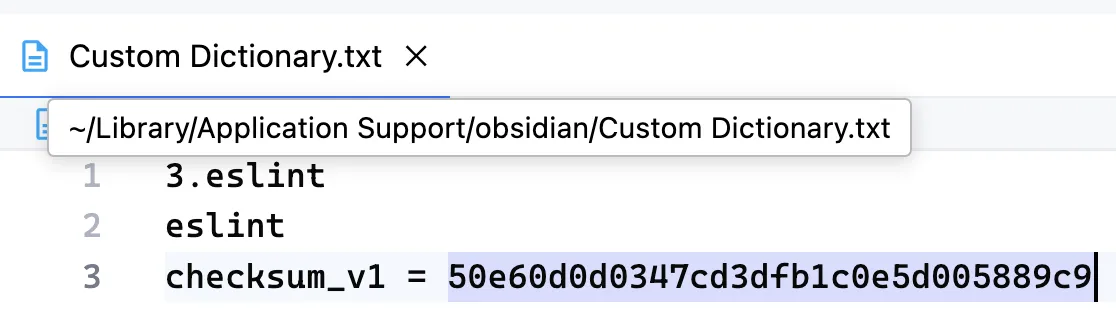 Custom Dictionary.txt
~/Library/Application Support/obsidian/Custom Dictionary.txt
1 3.eslint
2 eslint
3 checksum_v1 = 50e60d0d0347cd3dfb1c0e5d005889c9